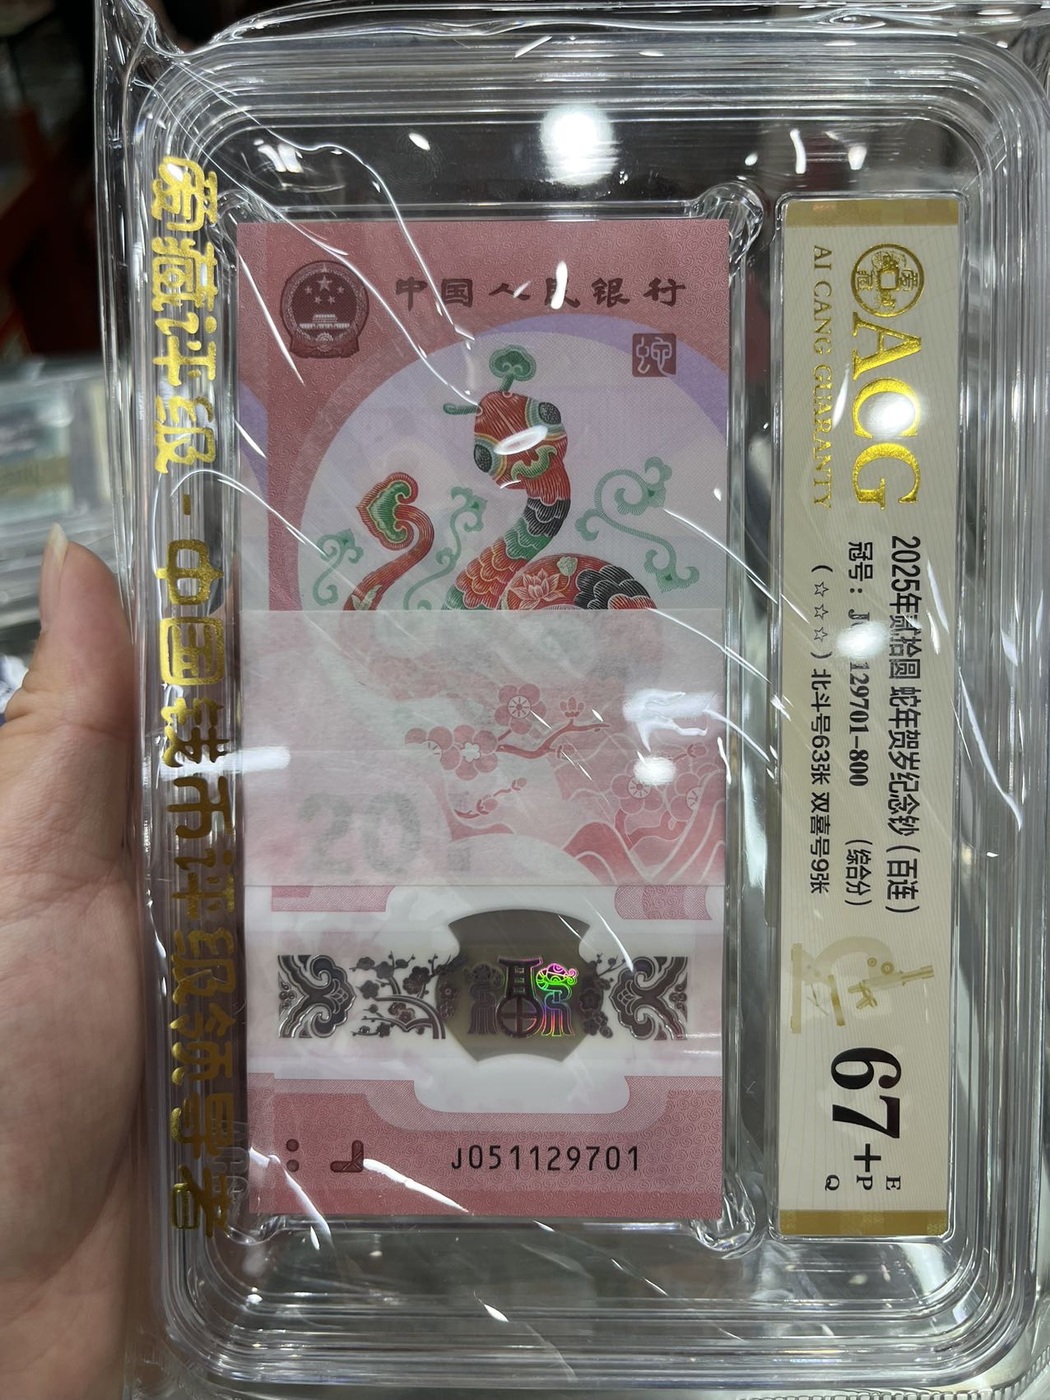 爱藏评级-中国钱币评级领导者
中国人民银行
蛇
20
J051129701
ACG
AI CANG GUARANTY
2025年贰拾圆 蛇年贺岁纪念钞（百连）
冠号：J 129701-800 （综合分）
（☆☆☆）北斗号63张 双喜号9张
67+
E
P
Q